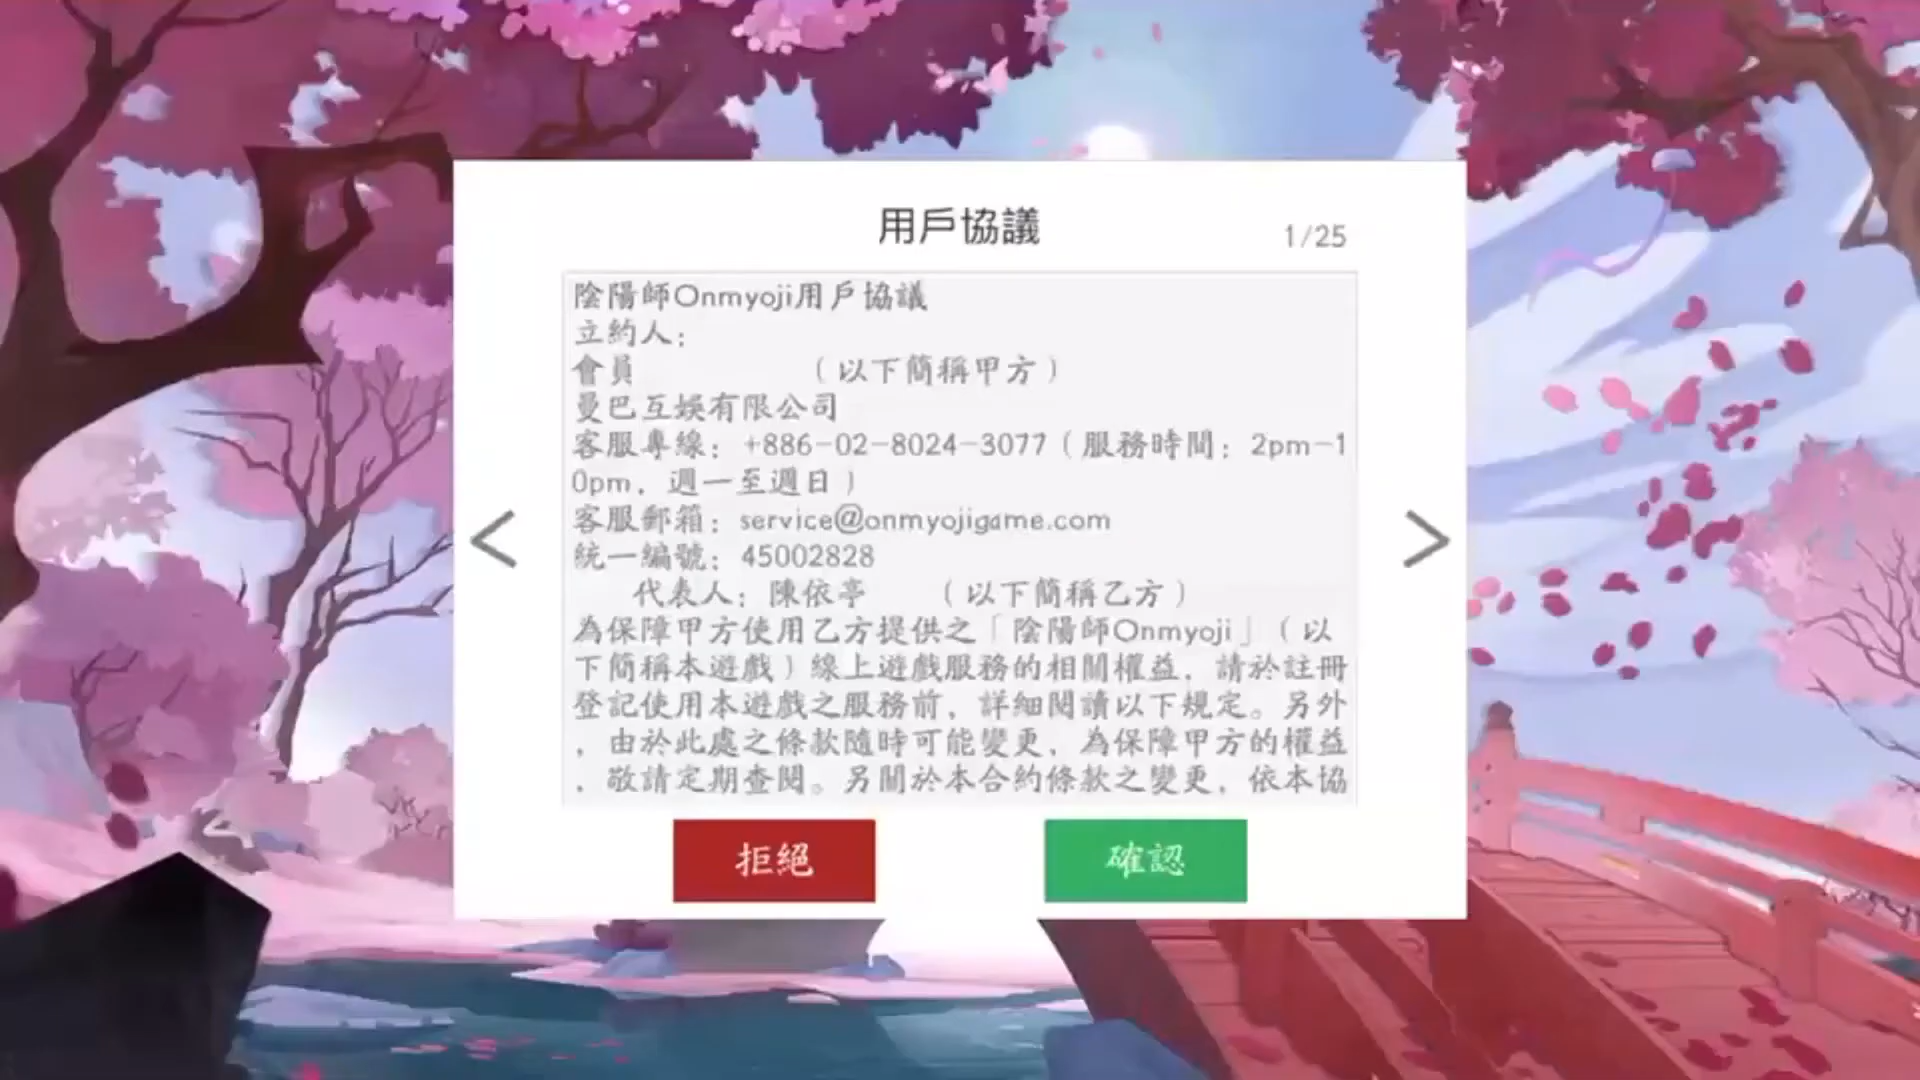 用戶協議
1/25
陰陽師Onmyoji用戶協議
立約人：
會員 （以下簡稱甲方）
曼巴互娛有限公司
客服專線：+886-02-8024-3077（服務時間：2pm-1
0pm，週一至週日）
客服郵箱：service@onmyojigame.com
統一編號：45002828
代表人：陳依亭 （以下簡稱乙方）
為保障甲方使用乙方提供之「陰陽師Onmyoji」（以
下簡稱本遊戲）線上遊戲服務的相關權益，請於註冊
登記使用本遊戲之服務前，詳細閱讀以下規定。另外
，由於此處之條款隨時可能變更，為保障甲方的權益
，敬請定期查閱。另關於本合約條款之變更，依本協
<
>
拒絕
確認